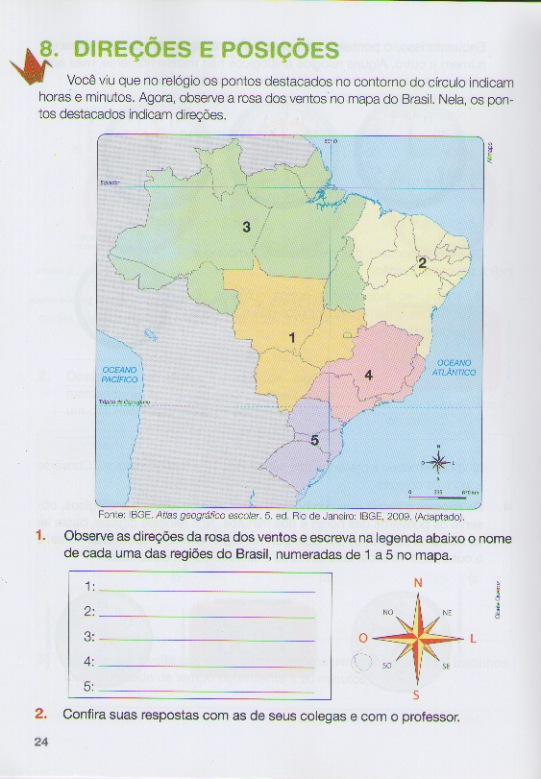 8. DIREÇÕES E POSIÇÕES
Você viu que no relógio os pontos destacados no contorno do círculo indicam
horas e minutos. Agora, observe a rosa dos ventos no mapa do Brasil. Nela, os pon-
tos destacados indicam direções.
Equador
3
2
1
OCEANO
PACÍFICO
OCEANO
ATLÂNTICO
4
Trópico de Capricórnio
5
N
O
L
S
0
Fonte: IBGE. Atlas geográfico escolar. 5. ed. Rio de Janeiro: IBGE, 2009. (Adaptado).
1. Observe as direções da rosa dos ventos e escreva na legenda abaixo o nome
de cada uma das regiões do Brasil, numeradas de 1 a 5 no mapa.
1:
2:
3:
4:
5:
N
NO
NE
O
L
SO
SE
S
2. Confira suas respostas com as de seus colegas e com o professor.
24